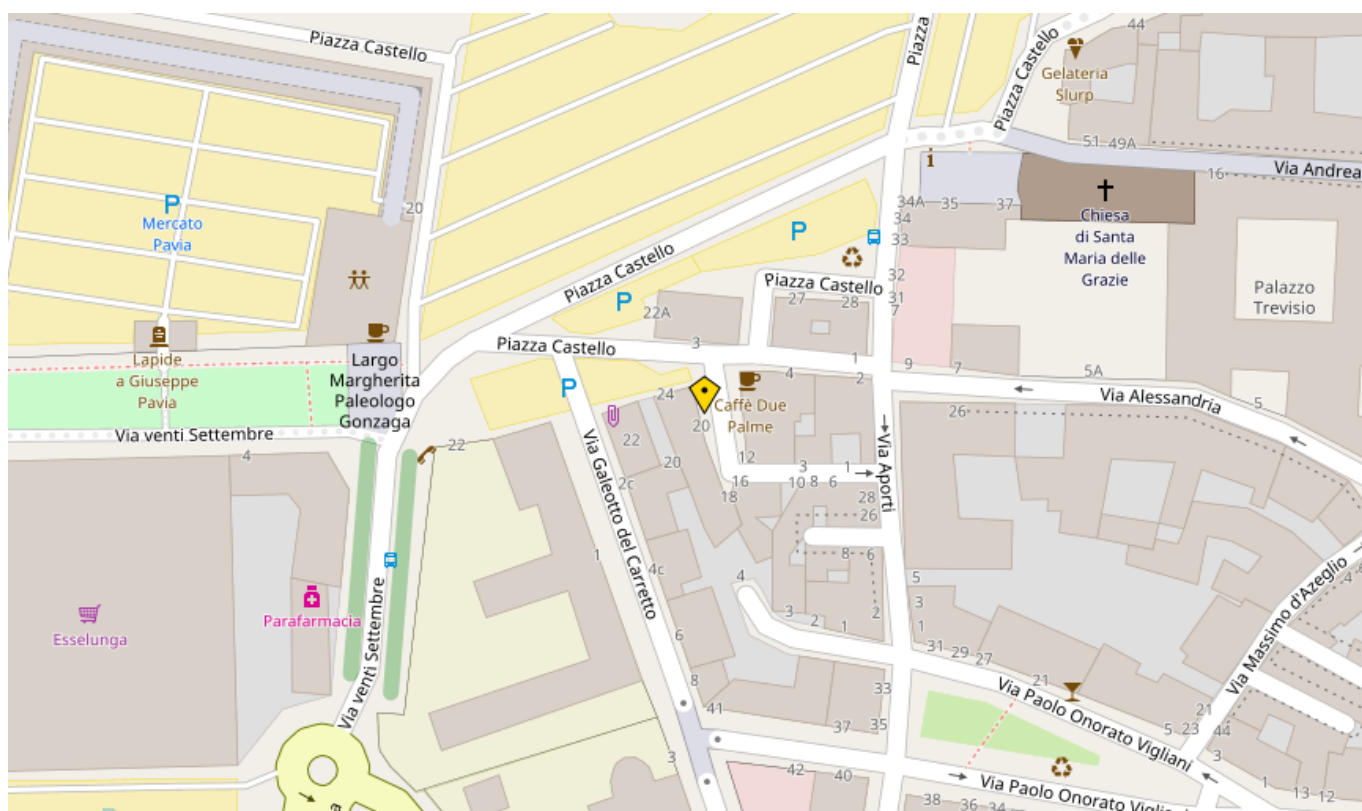 Piazza Castello
Piazza
44
Piazza Castello
Gelateria
Slurp
51
49A
Via Andrea
16
P
Mercato
Pavia
20
i
34A
35
37
34
33
Chiesa
di Santa
Maria delle
Grazie
P
Piazza Castello
32
Piazza Castello
31
27
28
7
Palazzo
Trevisio
P
22A
Piazza Castello
3
1
Lapide
a Giuseppe
Pavia
Largo
Margherita
Paleologo
Gonzaga
P
4
2
9
7
5A
Via Alessandria
5
24
Caffè Due
Palme
20
26
Via venti Settembre
4
22
22
20
12
3
1
Via Aporti
2c
16
10
8
6
18
28
26
Via Galeotto del Carretto
1
8
6
4c
4
5
3
1
3
2
1
2
Via Massimo d'Azeglio
4
Esselunga
Parafarmacia
Via venti Settembre
6
31
29
27
21
8
33
Via Paolo Onorato Vigliani
41
37
35
21
5
23
44
3
3
42
40
Via Paolo Onorato Vigliani
1
13
12
38
36
34